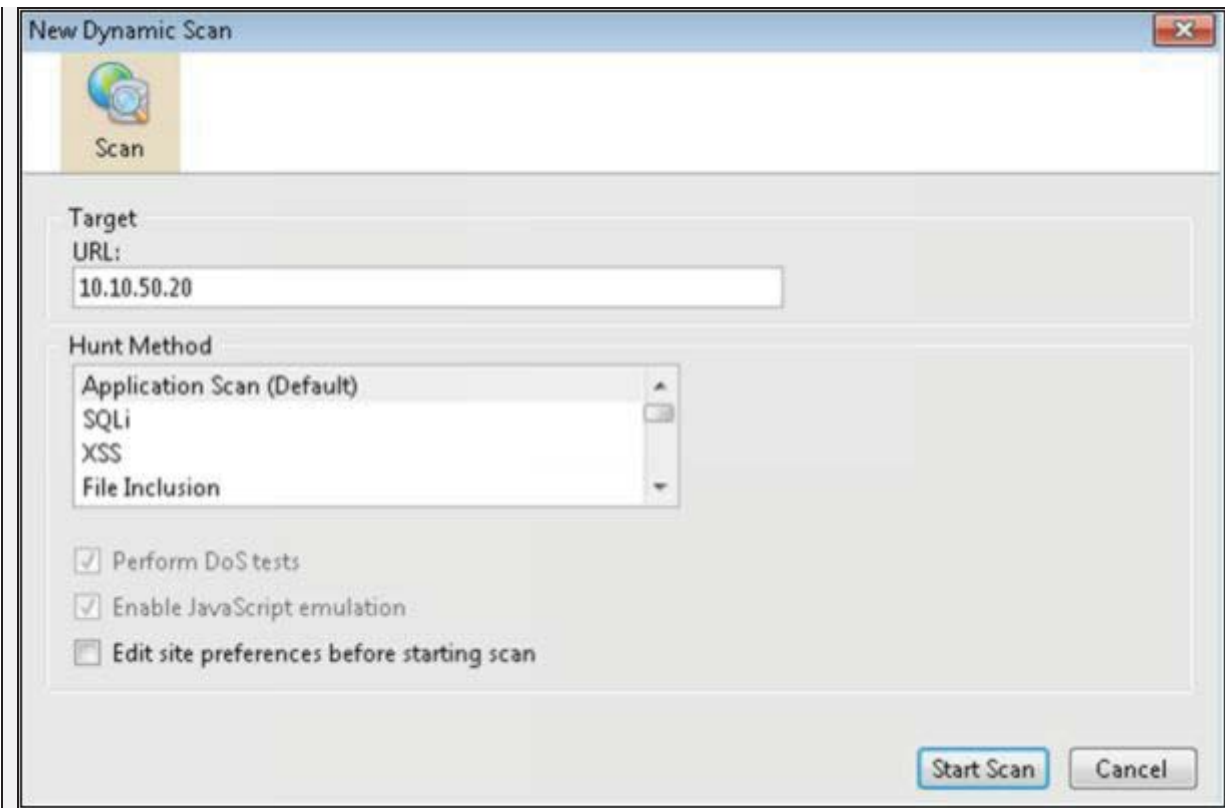 New Dynamic Scan
Scan
Target
URL:
10.10.50.20
Hunt Method
Application Scan (Default)
SQLi
XSS
File Inclusion
Perform DoS tests
Enable JavaScript emulation
Edit site preferences before starting scan
Start Scan
Cancel